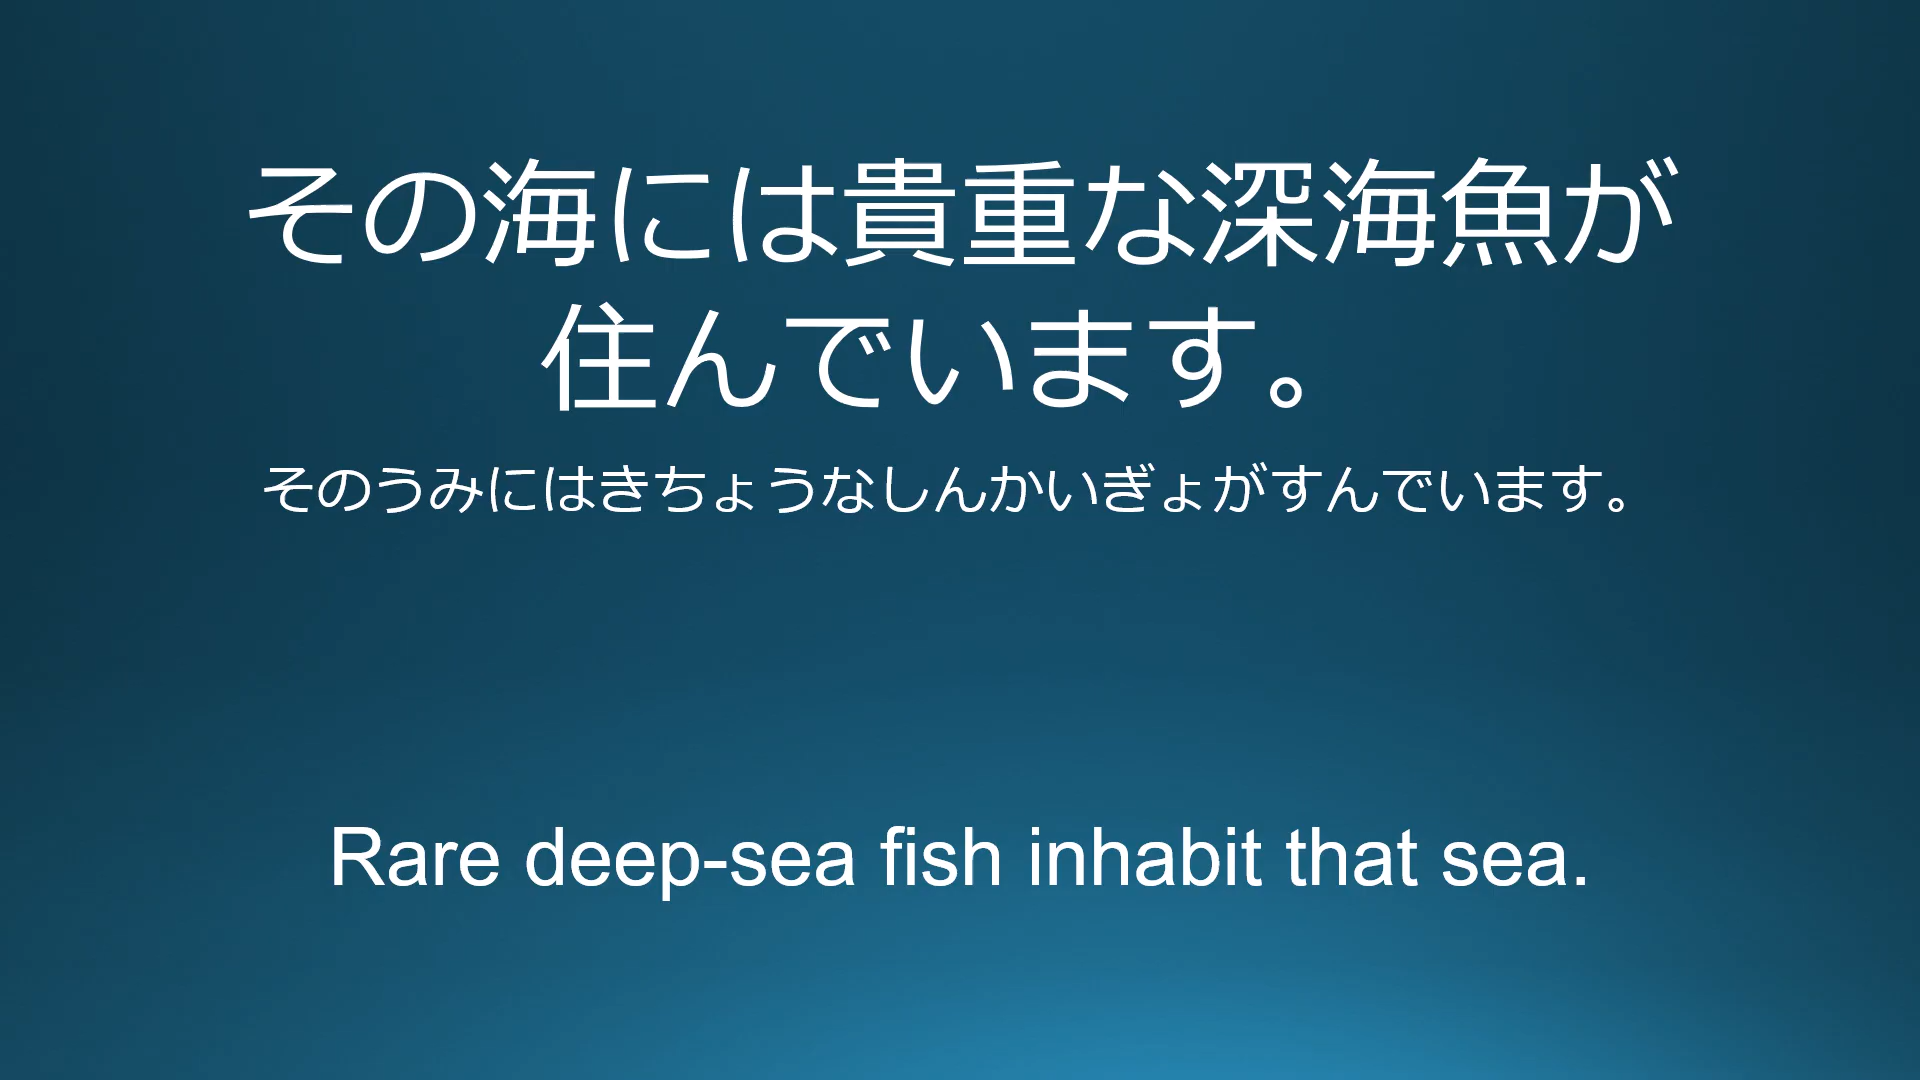 その海には貴重な深海魚が
住んでいます。
そのうみにはきちょうなしんかいぎょがすんでいます。
Rare deep-sea fish inhabit that sea.